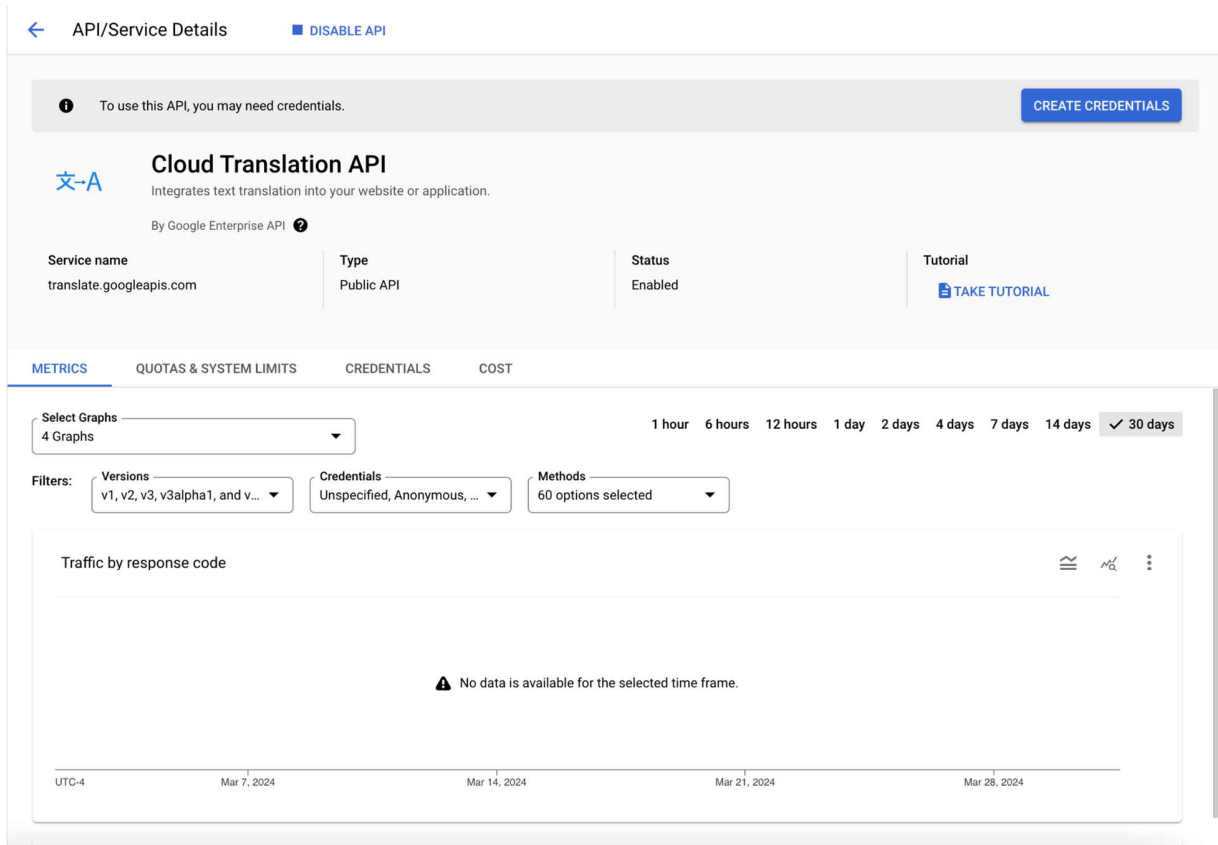 API/Service Details
DISABLE API
To use this API, you may need credentials.
CREATE CREDENTIALS
文→A
Cloud Translation API
Integrates text translation into your website or application.
By Google Enterprise API
Service name
translate.googleapis.com
Type
Public API
Status
Enabled
Tutorial
TAKE TUTORIAL
METRICS
QUOTAS & SYSTEM LIMITS
CREDENTIALS
COST
Select Graphs
4 Graphs
1 hour 6 hours 12 hours 1 day 2 days 4 days 7 days 14 days 30 days
Filters:
Versions
v1, v2, v3, v3alpha1, and v...
Credentials
Unspecified, Anonymous, ...
Methods
60 options selected
Traffic by response code
No data is available for the selected time frame.
UTC-4 Mar 7, 2024 Mar 14, 2024 Mar 21, 2024 Mar 28, 2024